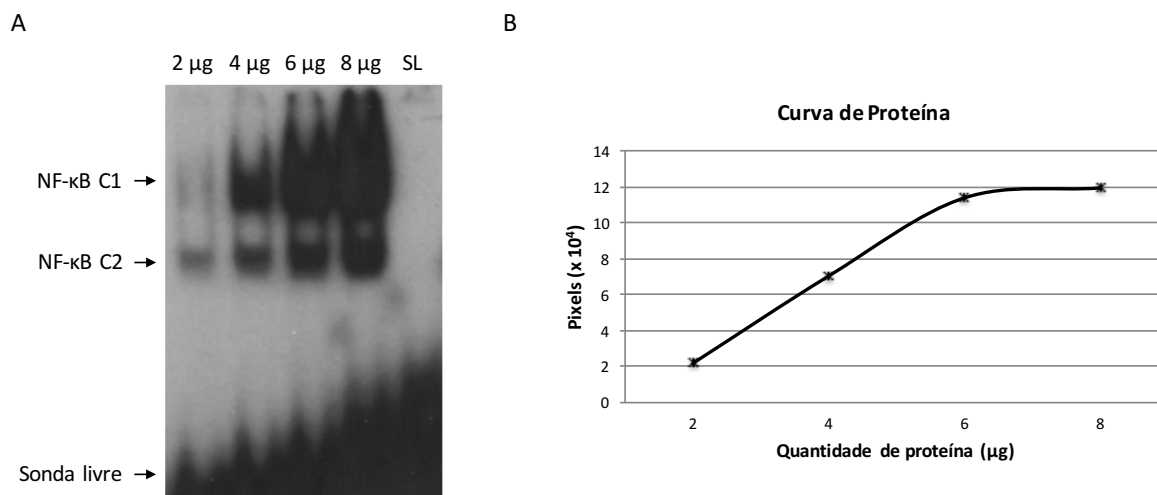 A
B
2 µg 4 µg 6 µg 8 µg SL
NF-κB C1
NF-κB C2
Sonda livre
Curva de Proteína
Pixels (x 10⁴)
14
12
10
8
6
4
2
0
2 4 6 8
Quantidade de proteína (µg)